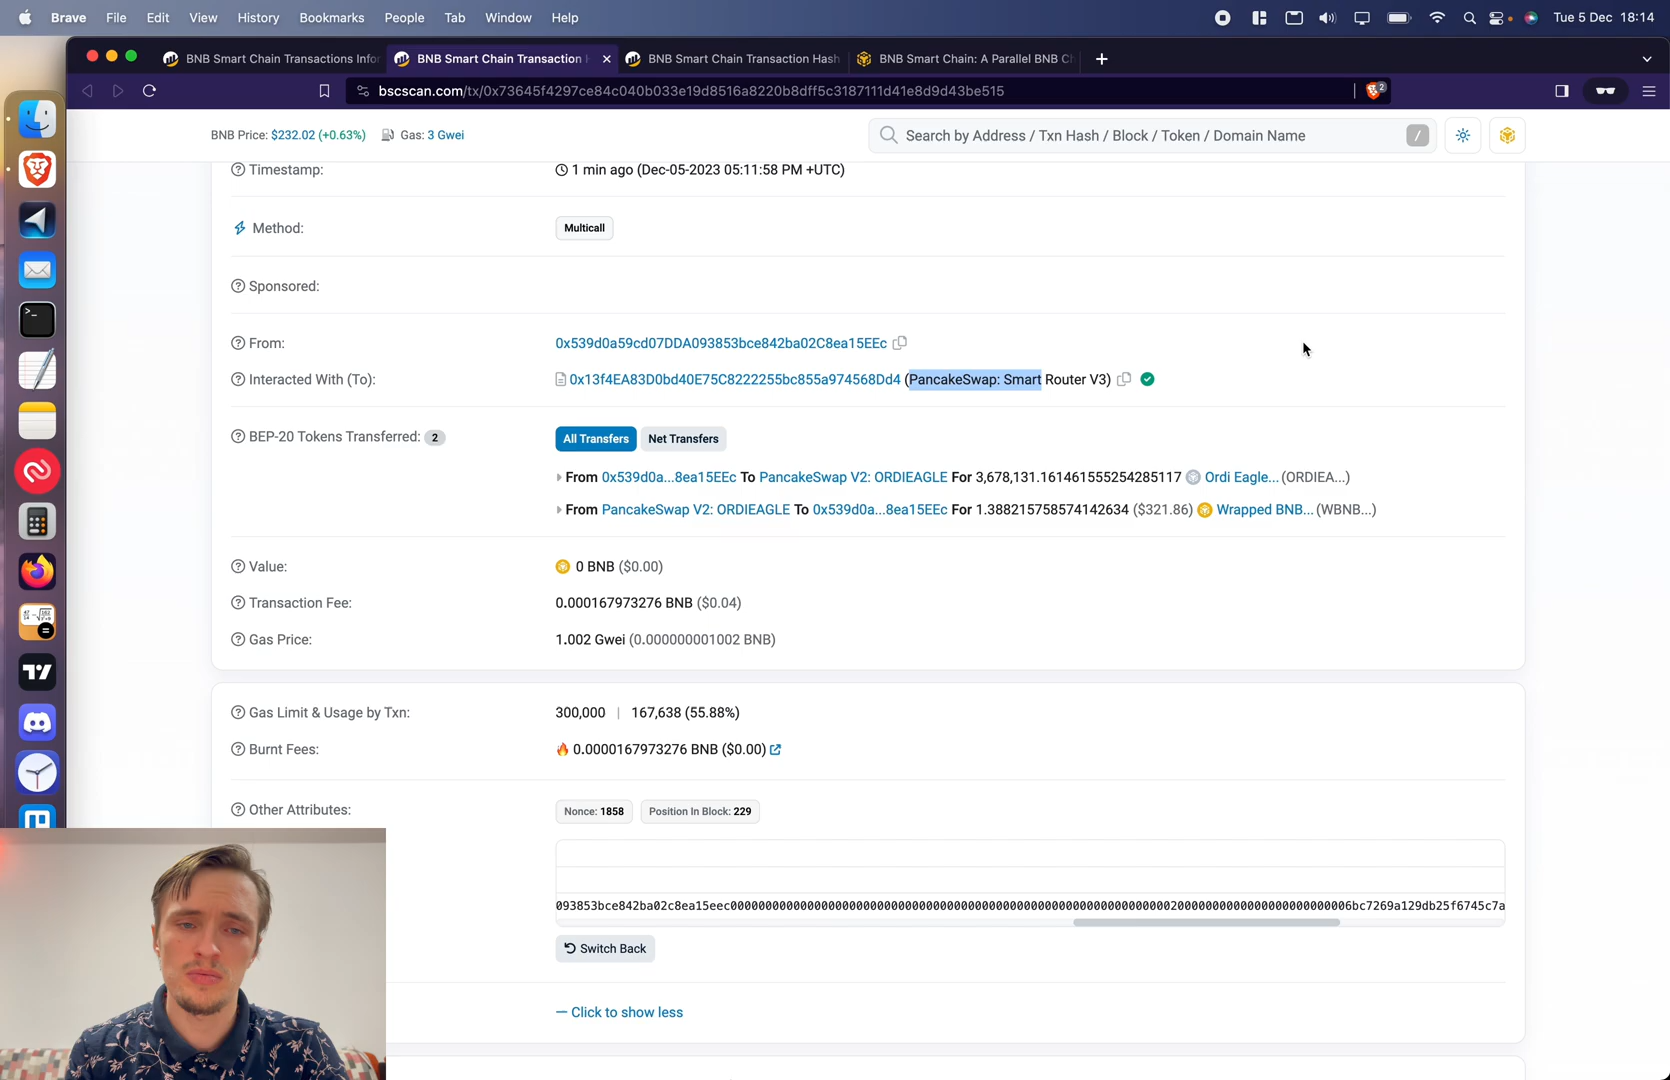 Brave File Edit View History Bookmarks People Tab Window Help Tue 5 Dec 18:14
BNB Smart Chain Transactions Infor BNB Smart Chain Transaction H BNB Smart Chain Transaction Hash BNB Smart Chain: A Parallel BNB Ch
bscscan.com/tx/0x73645f4297ce84c040b033e19d8516a8220b8dff5c3187111d41e8d9d43be515 2
BNB Price: $232.02 (+0.63%) Gas: 3 Gwei Search by Address / Txn Hash / Block / Token / Domain Name /
Timestamp: 1 min ago (Dec-05-2023 05:11:58 PM +UTC)
Method: Multicall
Sponsored:
From: 0x539d0a59cd07DDA093853bce842ba02C8ea15EEc
Interacted With (To): 0x13f4EA83D0bd40E75C8222255bc855a974568Dd4 (PancakeSwap: Smart Router V3)
BEP-20 Tokens Transferred: 2 All Transfers Net Transfers
From 0x539d0a...8ea15EEc To PancakeSwap V2: ORDIEAGLE For 3,678,131.161461555254285117 Ordi Eagle... (ORDIEA...)
From PancakeSwap V2: ORDIEAGLE To 0x539d0a...8ea15EEc For 1.388215758574142634 ($321.86) Wrapped BNB... (WBNB...)
Value: 0 BNB ($0.00)
Transaction Fee: 0.000167973276 BNB ($0.04)
Gas Price: 1.002 Gwei (0.000000001002 BNB)
Gas Limit & Usage by Txn: 300,000 | 167,638 (55.88%)
Burnt Fees: 0.0000167973276 BNB ($0.00)
Other Attributes: Nonce: 1858 Position In Block: 229
Switch Back
Click to show less